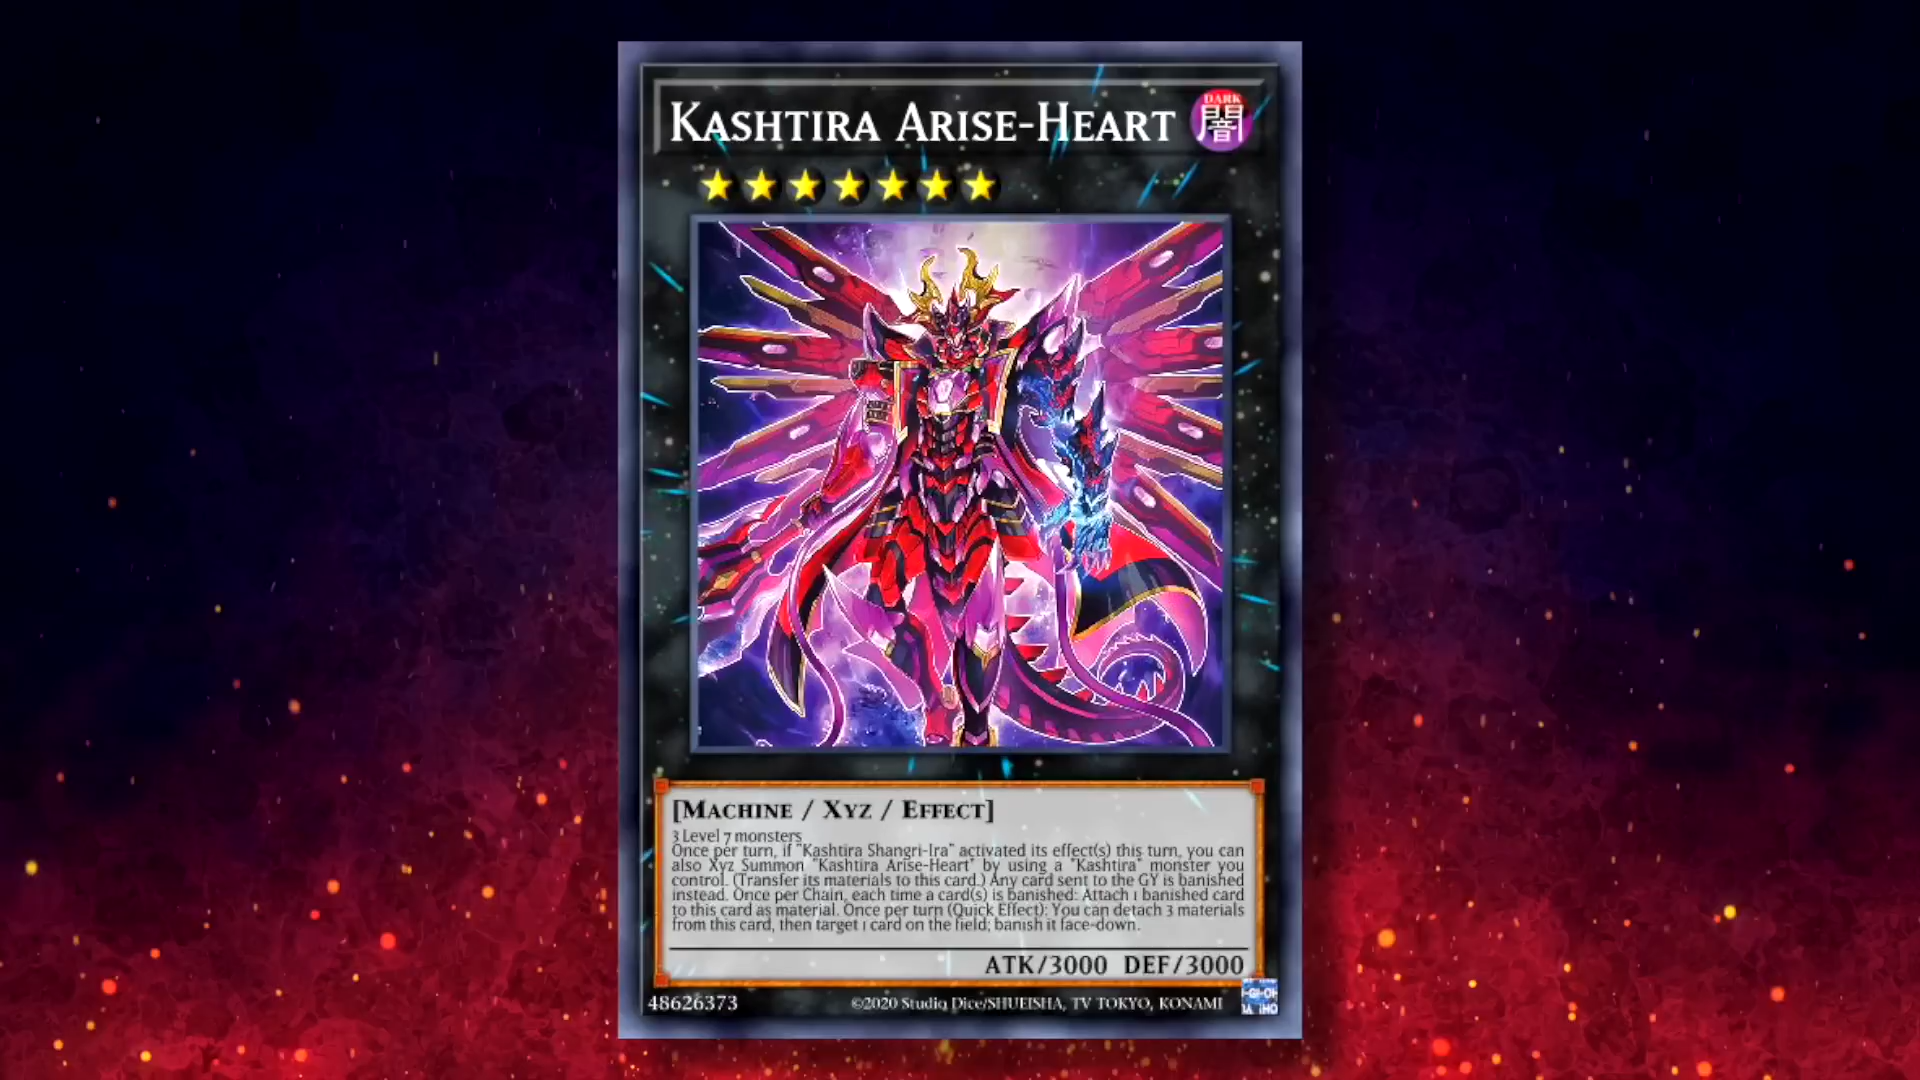 Kashtira Arise-Heart
DARK
闇
[Machine / Xyz / Effect]
3 Level 7 monsters
Once per turn, if "Kashtira Shangri-Ira" activated its effect(s) this turn, you can
also Xyz Summon "Kashtira Arise-Heart" by using a "Kashtira" monster you
control. (Transfer its materials to this card.) Any card sent to the GY is banished
instead. Once per Chain, each time a card(s) is banished: Attach 1 banished card
to this card as material. Once per turn (Quick Effect): You can detach 3 materials
from this card, then target 1 card on the field; banish it face-down.
ATK/3000 DEF/3000
48626373
©2020 Studio Dice/SHUEISHA, TV TOKYO, KONAMI